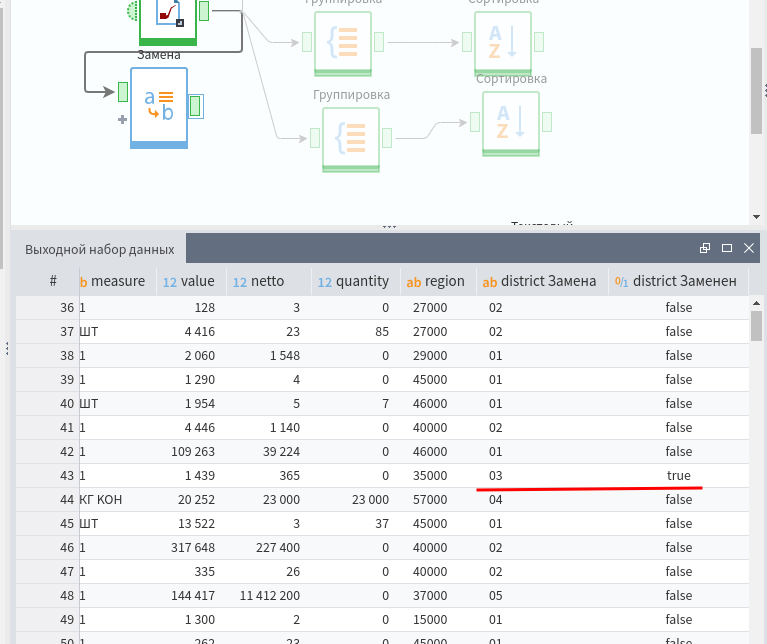 Группировка
Сортировка
A
Z
Замена
Сортировка
Группировка
a
b
A
Z
Выходной набор данных
# b measure 12 value 12 netto 12 quantity ab region ab district Замена 0/1 district Заменен
36 1 128 3 0 27000 02 false
37 ШТ 4 416 23 85 27000 02 false
38 1 2 060 1 548 0 29000 01 false
39 1 1 290 4 0 45000 01 false
40 ШТ 1 954 5 7 46000 01 false
41 1 4 446 1 140 0 40000 02 false
42 1 109 263 39 224 0 46000 01 false
43 1 1 439 365 0 35000 03 true
44 КГ КОН 20 252 23 000 23 000 57000 04 false
45 ШТ 13 522 3 37 45000 01 false
46 1 317 648 227 400 0 40000 02 false
47 1 335 26 0 40000 02 false
48 1 144 417 11 412 200 0 37000 05 false
49 1 1 300 2 0 15000 01 false
50 1 262 23 0 45000 01 false